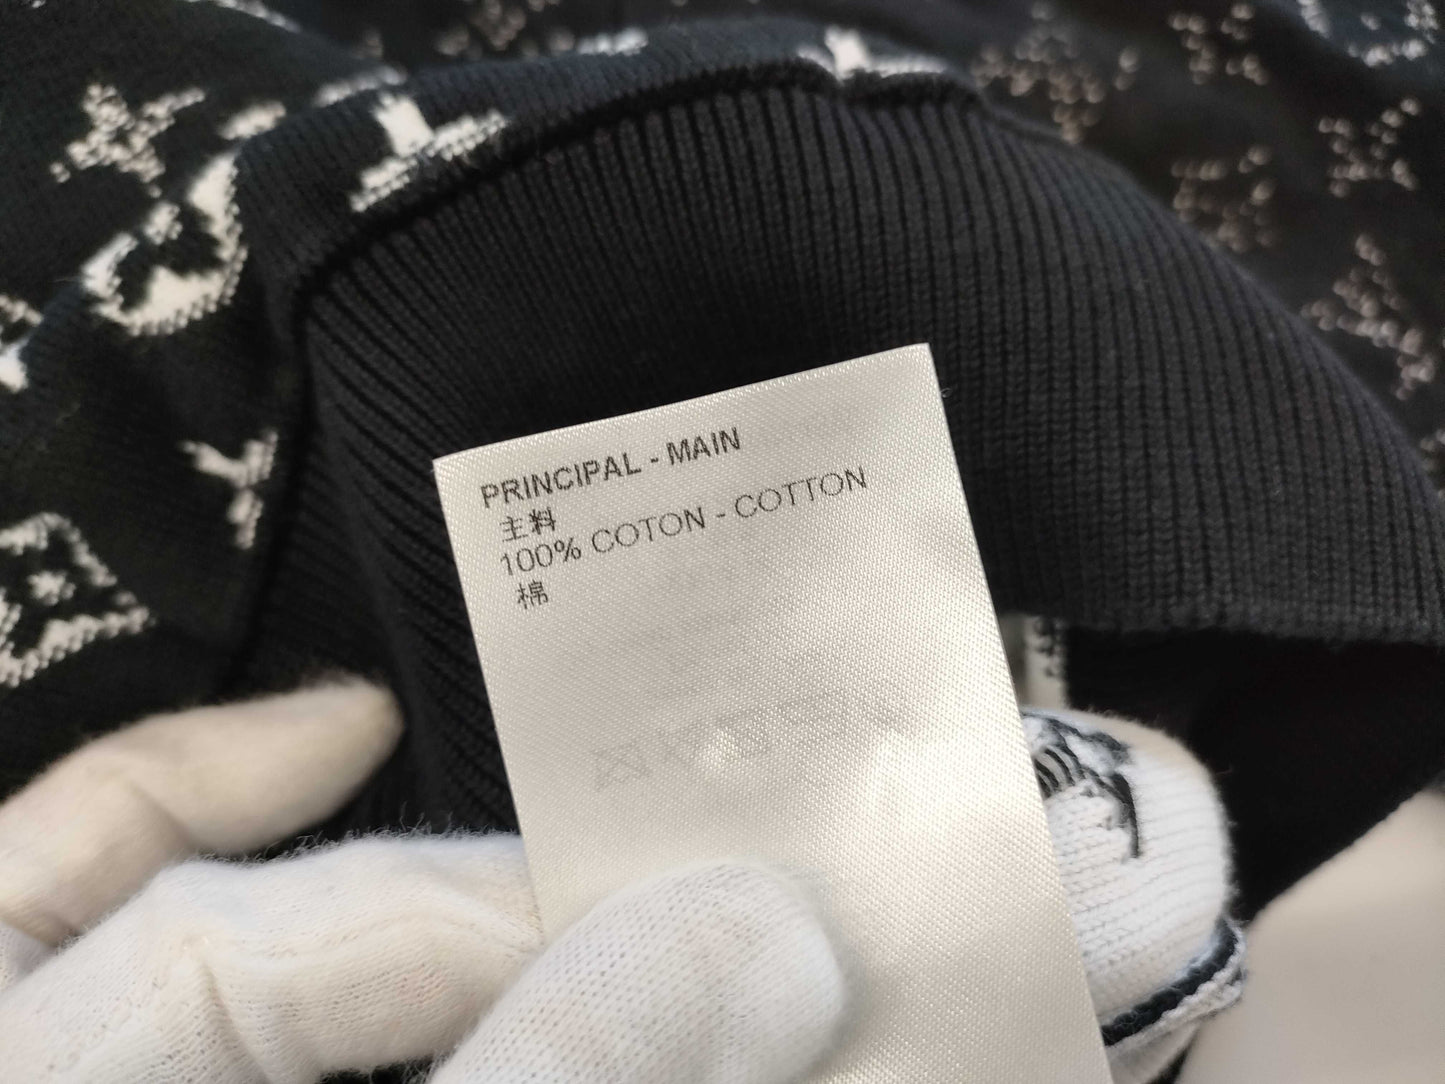 PRINCIPAL - MAIN
主料
100% COTON - COTTON
棉